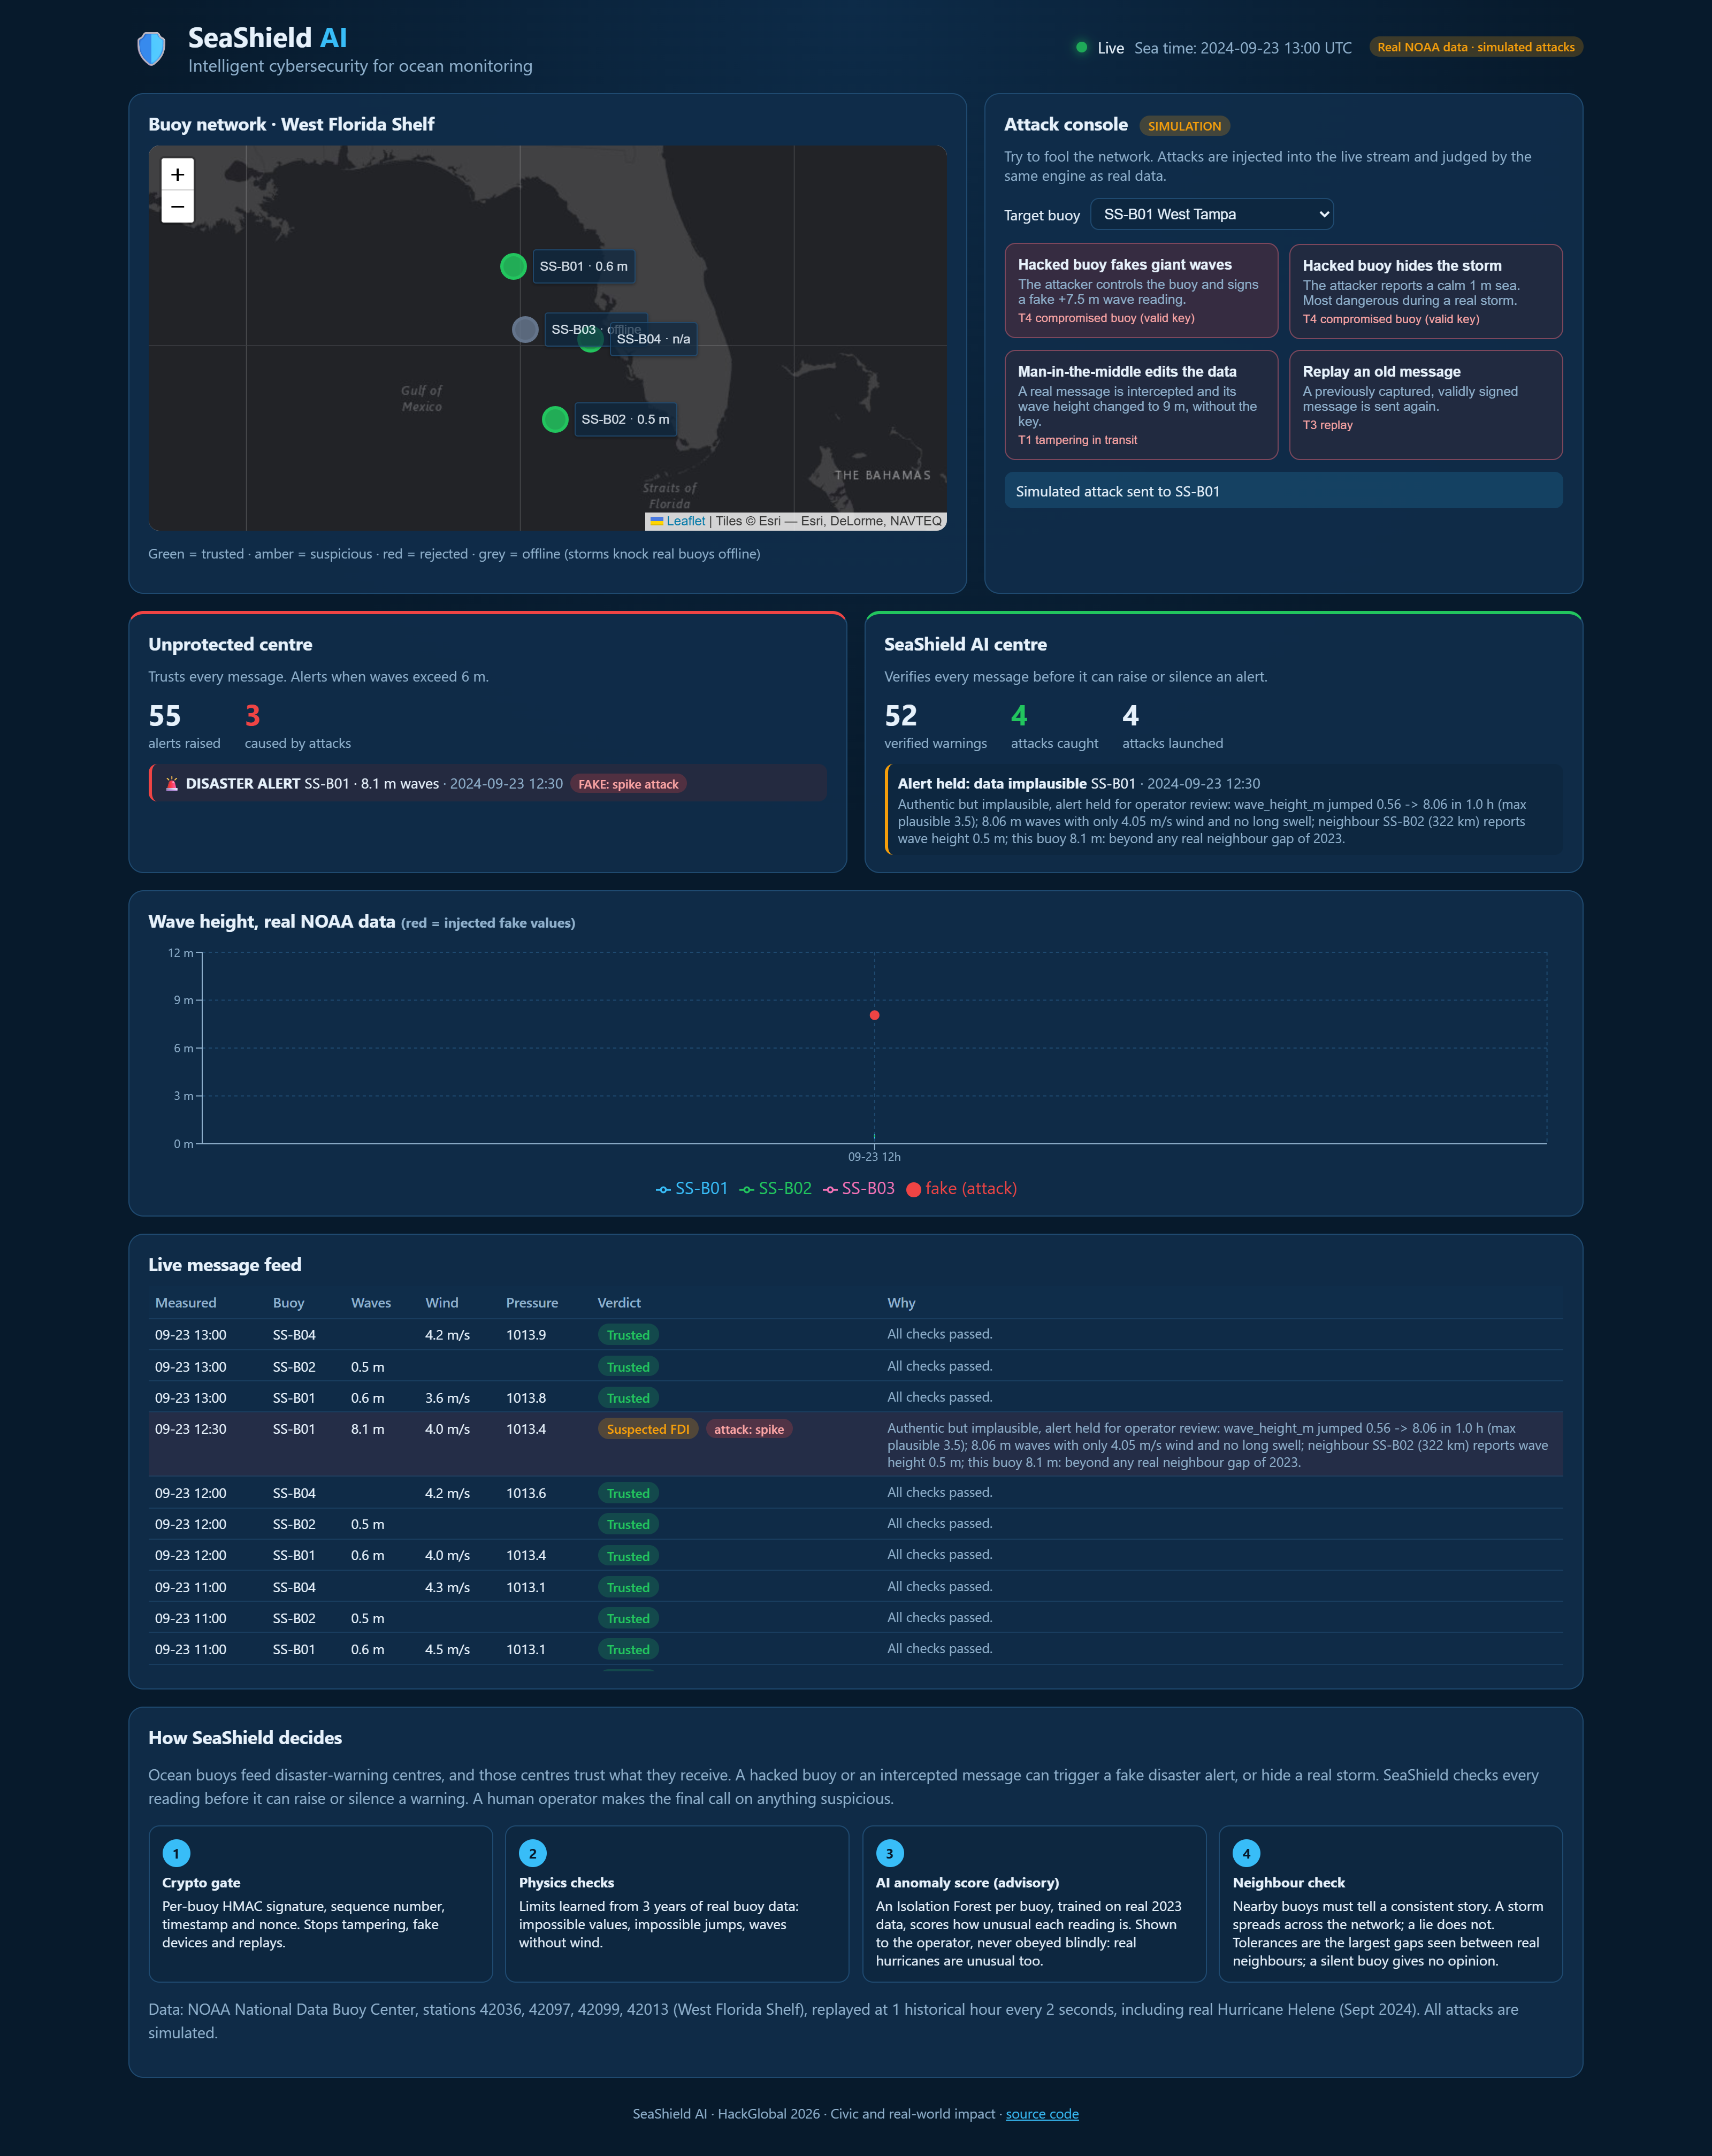 SeaShield AI
Intelligent cybersecurity for ocean monitoring
Live Sea time: 2024-09-23 13:00 UTC Real NOAA data · simulated attacks
Buoy network · West Florida Shelf
+
−
SS-B01 · 0.6 m
SS-B03 · offline
SS-B04 · n/a
SS-B02 · 0.5 m
Gulf of
Mexico
THE BAHAMAS
Straits of
Florida
Leaflet | Tiles © Esri — Esri, DeLorme, NAVTEQ
Green = trusted · amber = suspicious · red = rejected · grey = offline (storms knock real buoys offline)
Attack console SIMULATION
Try to fool the network. Attacks are injected into the live stream and judged by the
same engine as real data.
Target buoy SS-B01 West Tampa
Hacked buoy fakes giant waves
The attacker controls the buoy and signs
a fake +7.5 m wave reading.
T4 compromised buoy (valid key)
Hacked buoy hides the storm
The attacker reports a calm 1 m sea.
Most dangerous during a real storm.
T4 compromised buoy (valid key)
Man-in-the-middle edits the data
A real message is intercepted and its
wave height changed to 9 m, without the
key.
T1 tampering in transit
Replay an old message
A previously captured, validly signed
message is sent again.
T3 replay
Simulated attack sent to SS-B01
Unprotected centre
Trusts every message. Alerts when waves exceed 6 m.
55 3
alerts raised caused by attacks
DISASTER ALERT SS-B01 · 8.1 m waves · 2024-09-23 12:30 FAKE: spike attack
SeaShield AI centre
Verifies every message before it can raise or silence an alert.
52 4 4
verified warnings attacks caught attacks launched
Alert held: data implausible SS-B01 · 2024-09-23 12:30
Authentic but implausible, alert held for operator review: wave_height_m jumped 0.56 -> 8.06 in 1.0 h (max
plausible 3.5); 8.06 m waves with only 4.05 m/s wind and no long swell; neighbour SS-B02 (322 km) reports
wave height 0.5 m; this buoy 8.1 m: beyond any real neighbour gap of 2023.
Wave height, real NOAA data (red = injected fake values)
12 m
9 m
6 m
3 m
0 m
09-23 12h
SS-B01 SS-B02 SS-B03 fake (attack)
Live message feed
Measured Buoy Waves Wind Pressure Verdict Why
09-23 13:00 SS-B04 4.2 m/s 1013.9 Trusted All checks passed.
09-23 13:00 SS-B02 0.5 m Trusted All checks passed.
09-23 13:00 SS-B01 0.6 m 3.6 m/s 1013.8 Trusted All checks passed.
09-23 12:30 SS-B01 8.1 m 4.0 m/s 1013.4 Suspected FDI attack: spike Authentic but implausible, alert held for operator review: wave_height_m jumped 0.56 -> 8.06 in 1.0 h (max
plausible 3.5); 8.06 m waves with only 4.05 m/s wind and no long swell; neighbour SS-B02 (322 km) reports wave
height 0.5 m; this buoy 8.1 m: beyond any real neighbour gap of 2023.
09-23 12:00 SS-B04 4.2 m/s 1013.6 Trusted All checks passed.
09-23 12:00 SS-B02 0.5 m Trusted All checks passed.
09-23 12:00 SS-B01 0.6 m 4.0 m/s 1013.4 Trusted All checks passed.
09-23 11:00 SS-B04 4.3 m/s 1013.1 Trusted All checks passed.
09-23 11:00 SS-B02 0.5 m Trusted All checks passed.
09-23 11:00 SS-B01 0.6 m 4.5 m/s 1013.1 Trusted All checks passed.
How SeaShield decides
Ocean buoys feed disaster-warning centres, and those centres trust what they receive. A hacked buoy or an intercepted message can trigger a fake disaster alert, or hide a real storm. SeaShield checks every
reading before it can raise or silence a warning. A human operator makes the final call on anything suspicious.
1
Crypto gate
Per-buoy HMAC signature, sequence number,
timestamp and nonce. Stops tampering, fake
devices and replays.
2
Physics checks
Limits learned from 3 years of real buoy data:
impossible values, impossible jumps, waves
without wind.
3
AI anomaly score (advisory)
An Isolation Forest per buoy, trained on real 2023
data, scores how unusual each reading is. Shown
to the operator, never obeyed blindly: real
hurricanes are unusual too.
4
Neighbour check
Nearby buoys must tell a consistent story. A storm
spreads across the network; a lie does not.
Tolerances are the largest gaps seen between real
neighbours; a silent buoy gives no opinion.
Data: NOAA National Data Buoy Center, stations 42036, 42097, 42099, 42013 (West Florida Shelf), replayed at 1 historical hour every 2 seconds, including real Hurricane Helene (Sept 2024). All attacks are
simulated.
SeaShield AI · HackGlobal 2026 · Civic and real-world impact · source code